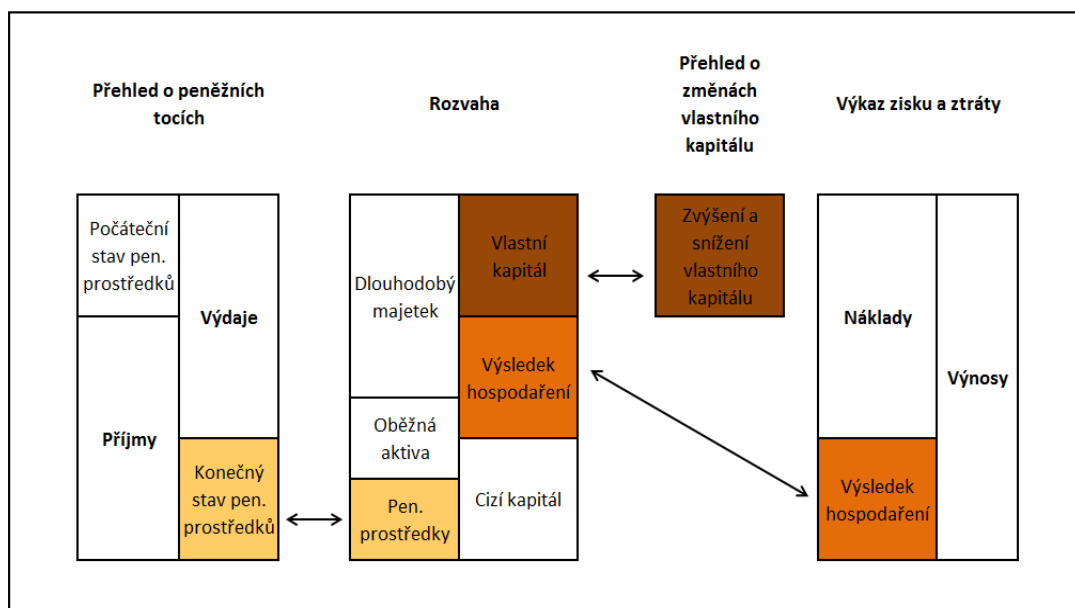 Přehled o peněžních
tocích
Rozvaha
Přehled o
změnách
vlastního
kapitálu
Výkaz zisku a ztráty
Počáteční
stav pen.
prostředků
Příjmy
Výdaje
Konečný
stav pen.
prostředků
Dlouhodobý
majetek
Oběžná
aktiva
Pen.
prostředky
Vlastní
kapitál
Výsledek
hospodaření
Cizí kapitál
Zvýšení a
snížení
vlastního
kapitálu
Náklady
Výsledek
hospodaření
Výnosy